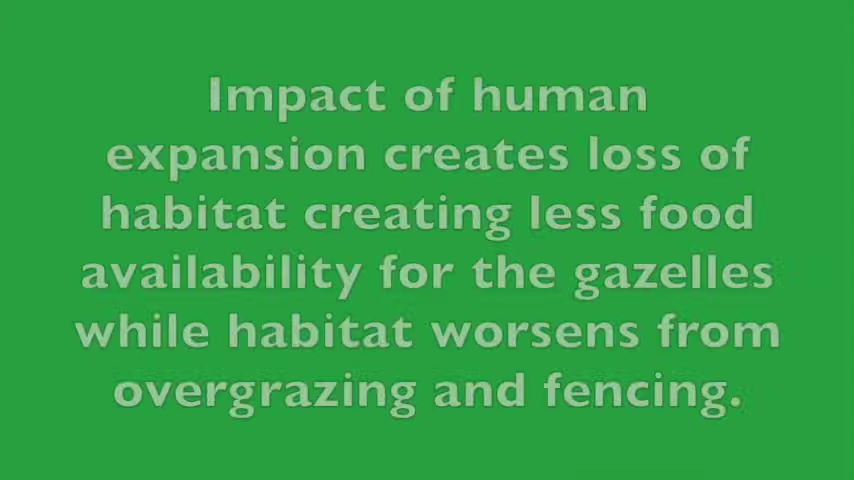 Impact of human
expansion creates loss of
habitat creating less food
availability for the gazelles
while habitat worsens from
overgrazing and fencing.